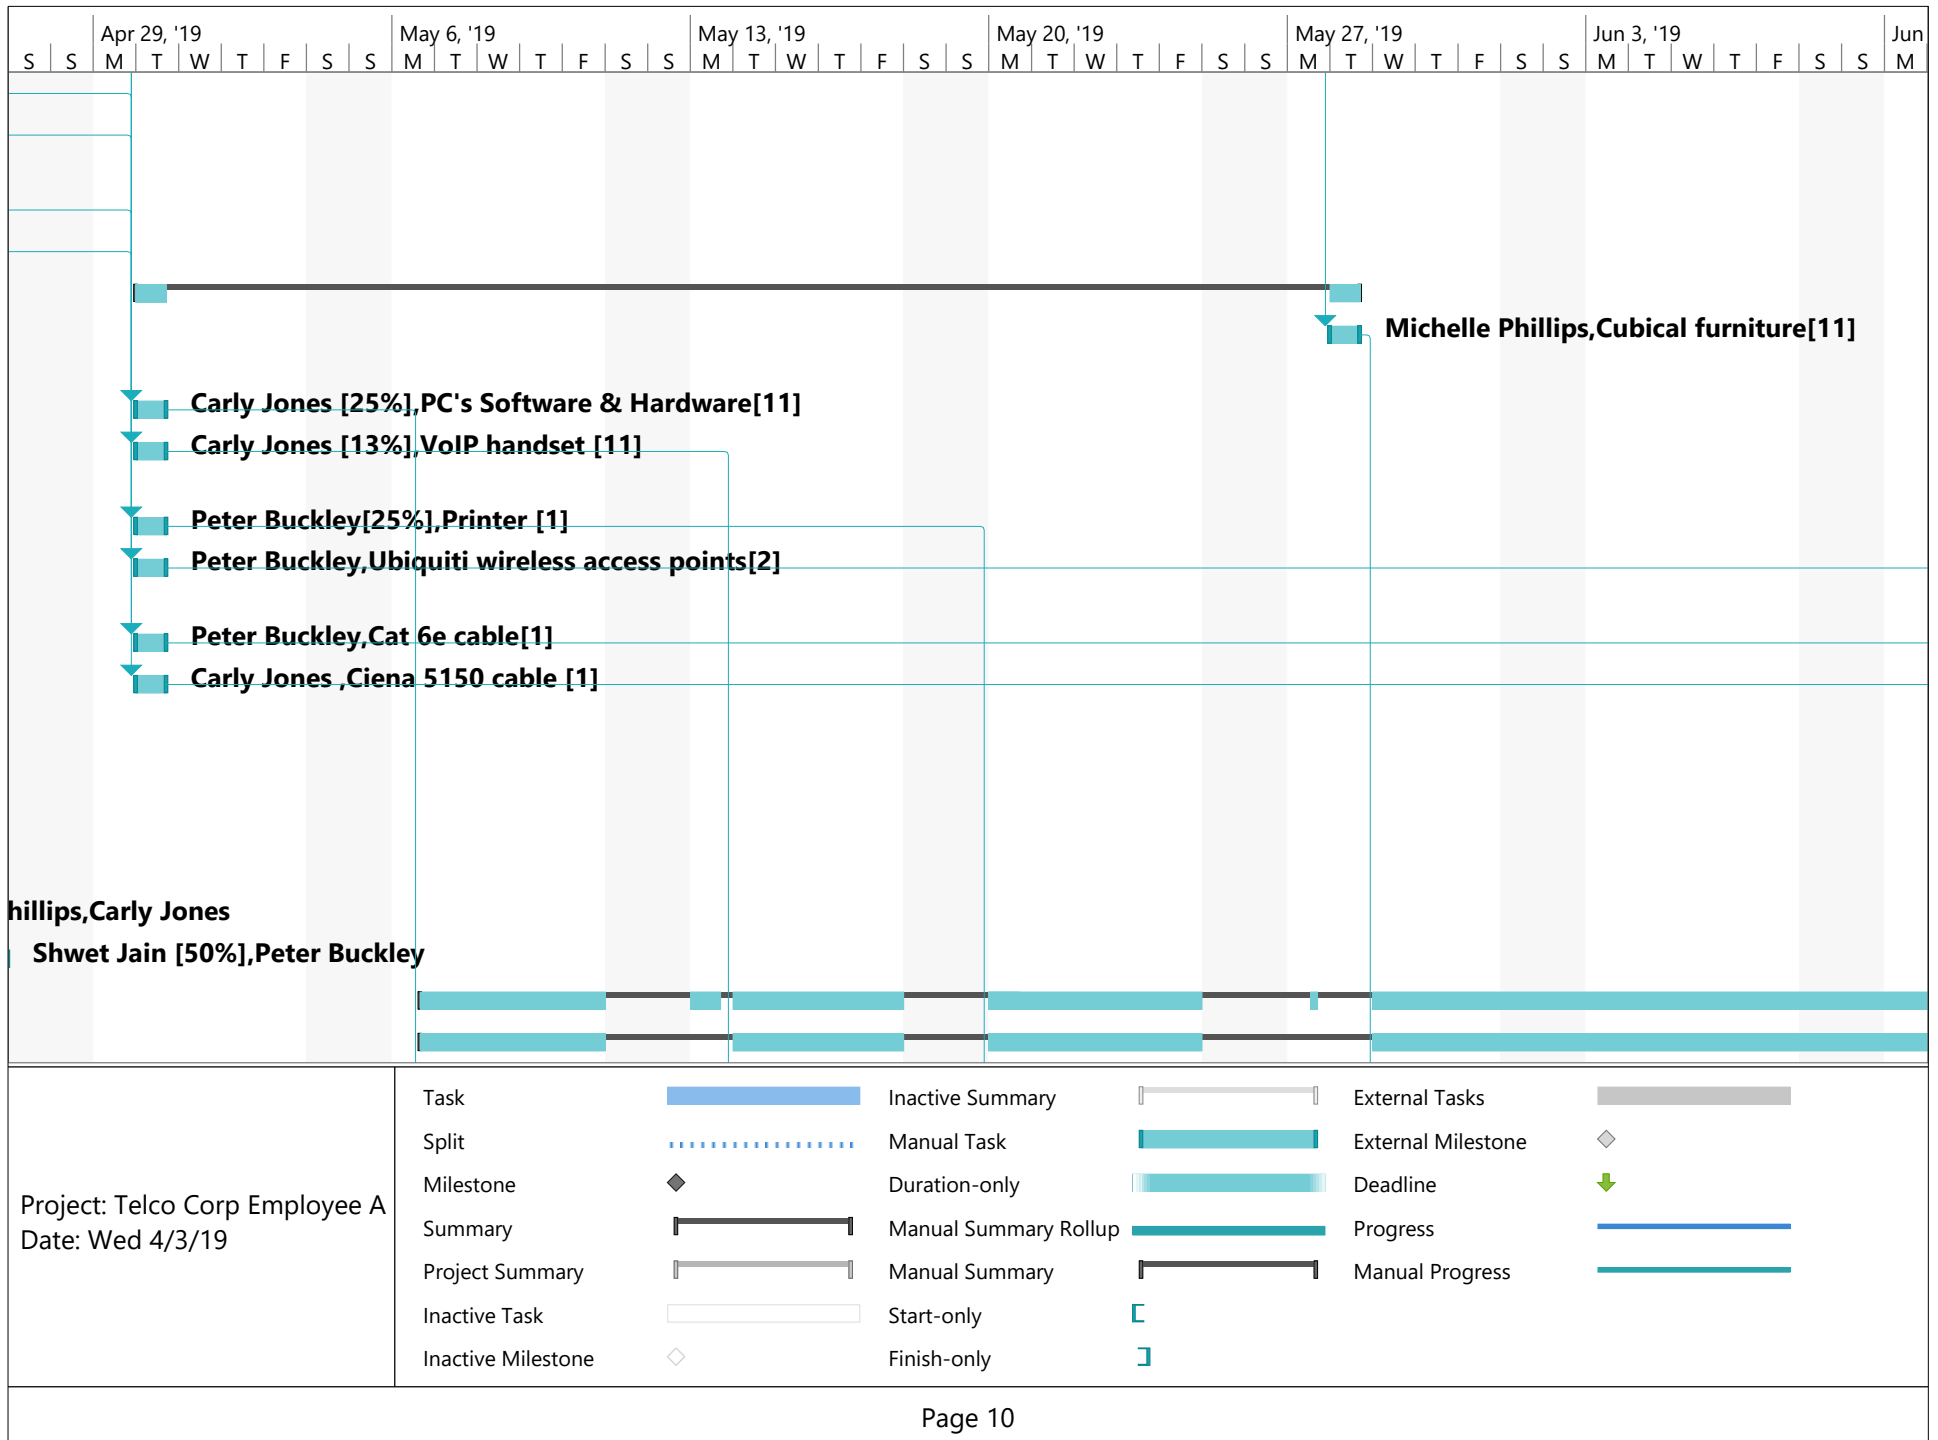 Apr 29, '19 May 6, '19 May 13, '19 May 20, '19 May 27, '19 Jun 3, '19 Jun
S S M T W T F S S M T W T F S S M T W T F S S M T W T F S S M T W T F S S M T W T F S S M
Michelle Phillips,Cubical furniture[11]
Carly Jones [25%],PC's Software & Hardware[11]
Carly Jones [13%],VoIP handset [11]
Peter Buckley[25%],Printer [1]
Peter Buckley,Ubiquiti wireless access points[2]
Peter Buckley,Cat 6e cable[1]
Carly Jones ,Ciena 5150 cable [1]
hillips,Carly Jones
Shwet Jain [50%],Peter Buckley
Project: Telco Corp Employee A
Date: Wed 4/3/19
Task
Split
Milestone
Summary
Project Summary
Inactive Task
Inactive Milestone
Inactive Summary
Manual Task
Duration-only
Manual Summary Rollup
Manual Summary
Start-only
Finish-only
External Tasks
External Milestone
Deadline
Progress
Manual Progress
Page 10